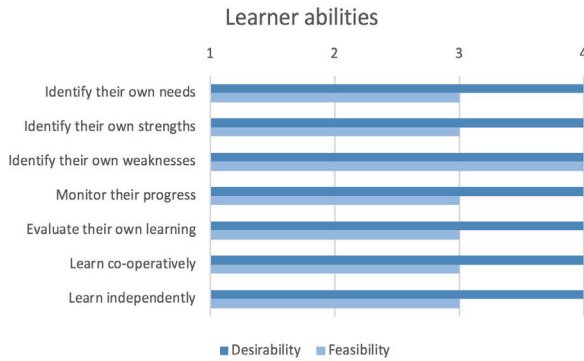 Learner abilities
1 2 3 4
Identify their own needs
Identify their own strengths
Identify their own weaknesses
Monitor their progress
Evaluate their own learning
Learn co-operatively
Learn independently
Desirability Feasibility